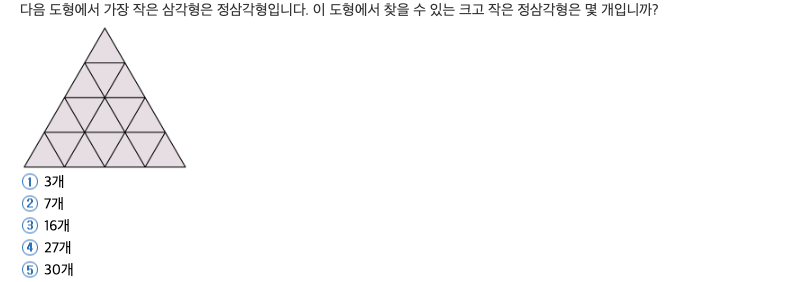 다음 도형에서 가장 작은 삼각형은 정삼각형입니다. 이 도형에서 찾을 수 있는 크고 작은 정삼각형은 몇 개입니까?
① 3개
② 7개
③ 16개
④ 27개
⑤ 30개